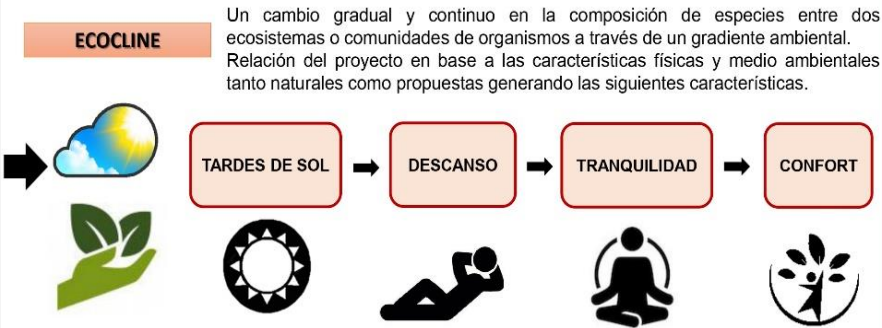 ECOCLINE
Un cambio gradual y continuo en la composición de especies entre dos
ecosistemas o comunidades de organismos a través de un gradiente ambiental.
Relación del proyecto en base a las características físicas y medio ambientales
tanto naturales como propuestas generando las siguientes características.
TARDES DE SOL
DESCANSO
TRANQUILIDAD
CONFORT